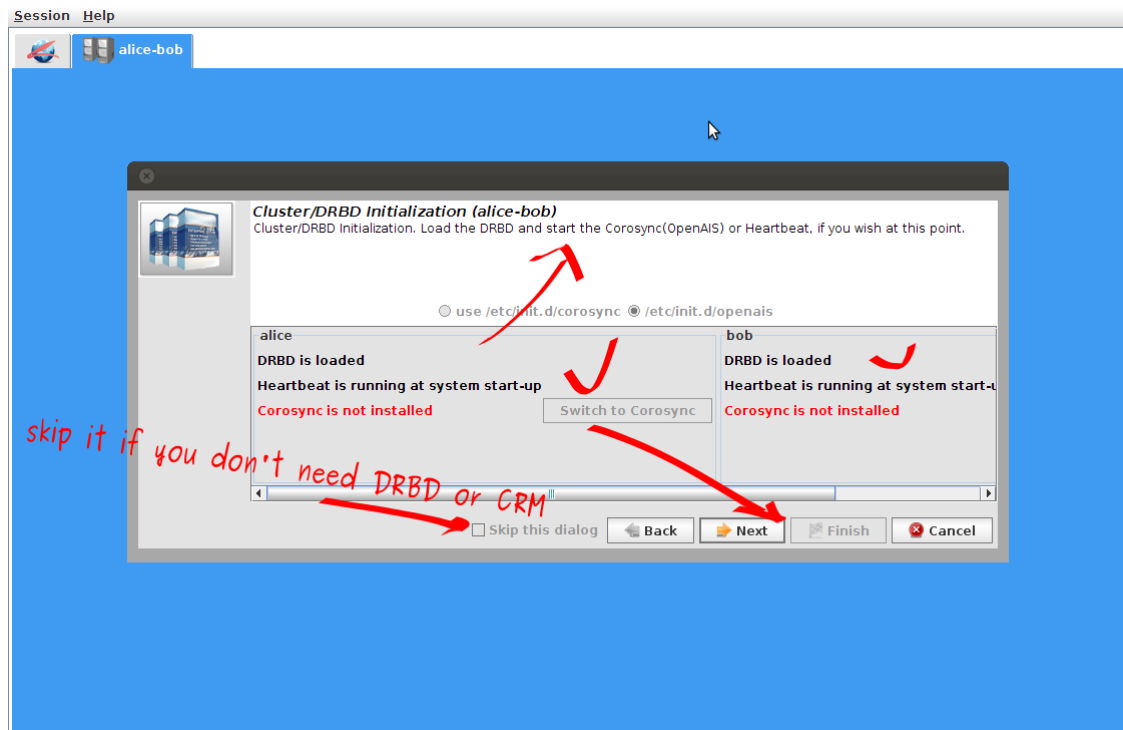 Session Help
alice-bob
Cluster/DRBD Initialization (alice-bob)
Cluster/DRBD Initialization. Load the DRBD and start the Corosync(OpenAIS) or Heartbeat, if you wish at this point.
use /etc/init.d/corosync /etc/init.d/openais
alice
DRBD is loaded
Heartbeat is running at system start-up
Corosync is not installed
Switch to Corosync
bob
DRBD is loaded
Heartbeat is running at system start-u
Corosync is not installed
skip it if you don't need DRBD or CRM
Skip this dialog
Back
Next
Finish
Cancel